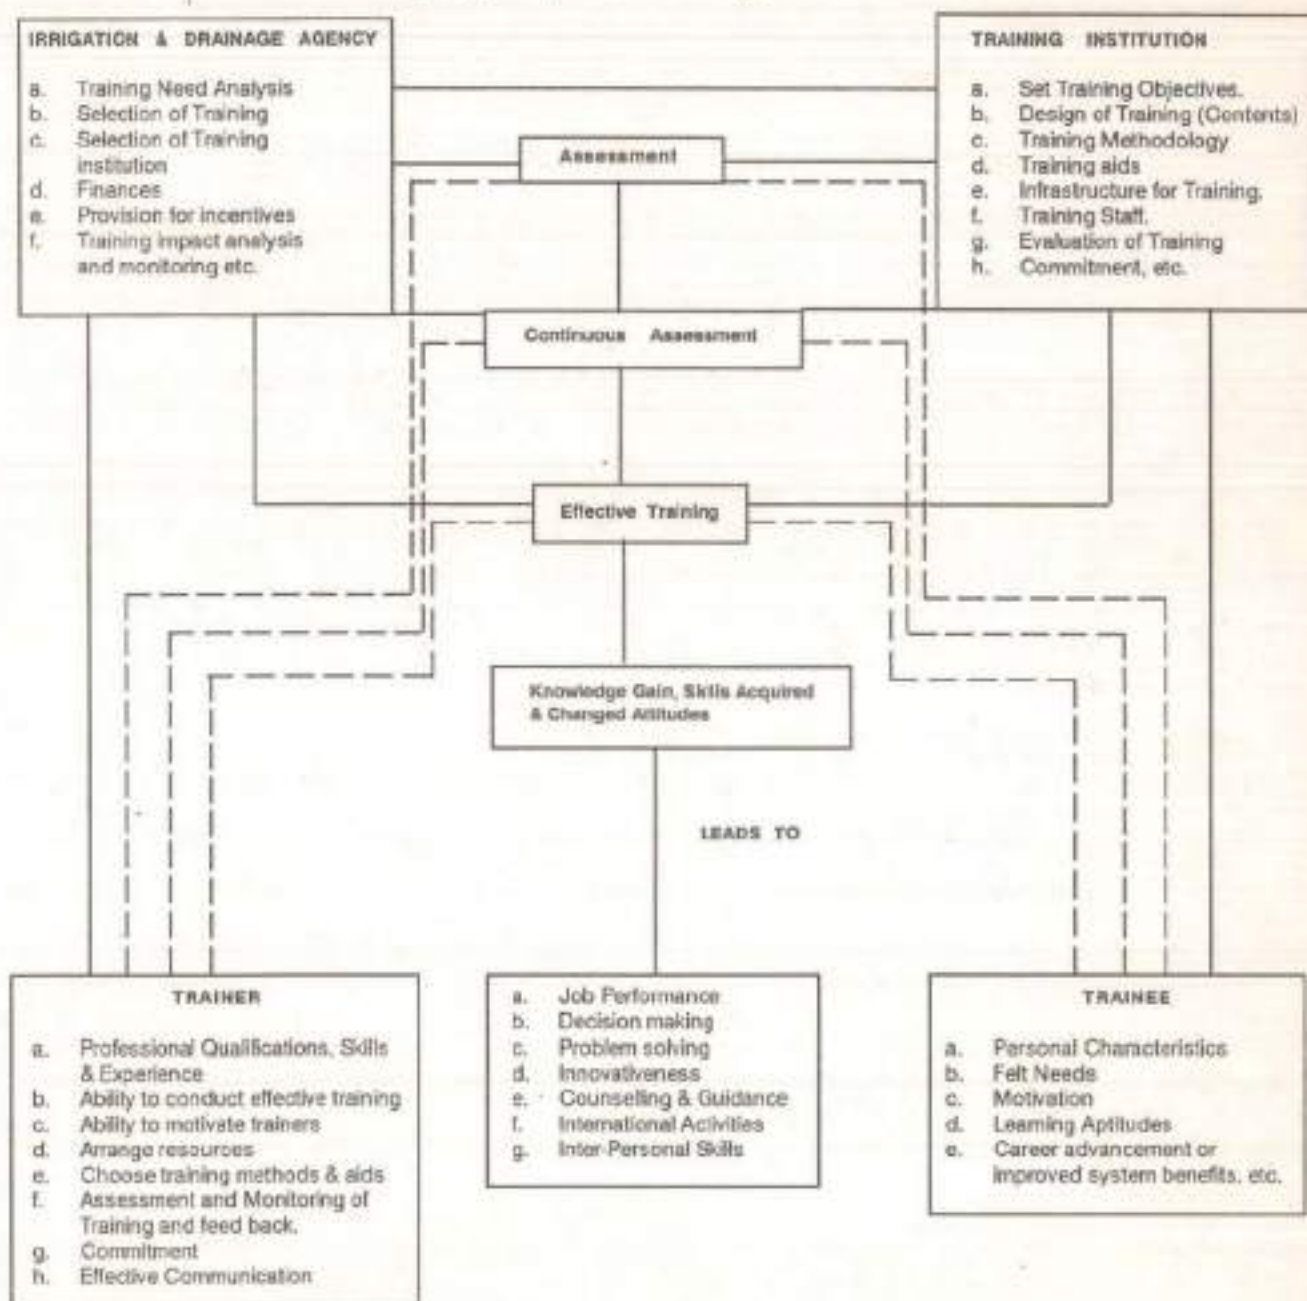 IRRIGATION & DRAINAGE AGENCY
a. Training Need Analysis
b. Selection of Training
c. Selection of Training
institution
d. Finances
e. Provision for incentives
f. Training impact analysis
and monitoring etc.
TRAINING INSTITUTION
a. Set Training Objectives.
b. Design of Training (Contents)
c. Training Methodology
d. Training aids
e. Infrastructure for Training.
f. Training Staff.
g. Evaluation of Training
h. Commitment, etc.
Assessment
Continuous Assessment
Effective Training
Knowledge Gain, Skills Acquired
& Changed Attitudes
LEADS TO
TRAINER
a. Professional Qualifications, Skills
& Experience
b. Ability to conduct effective training
c. Ability to motivate trainers
d. Arrange resources
e. Choose training methods & aids
f. Assessment and Monitoring of
Training and feed back.
g. Commitment
h. Effective Communication
a. Job Performance
b. Decision making
c. Problem solving
d. Innovativeness
e. Counselling & Guidance
f. International Activities
g. Inter-Personal Skills
TRAINEE
a. Personal Characteristics
b. Felt Needs
c. Motivation
d. Learning Aptitudes
e. Career advancement or
improved system benefits. etc.